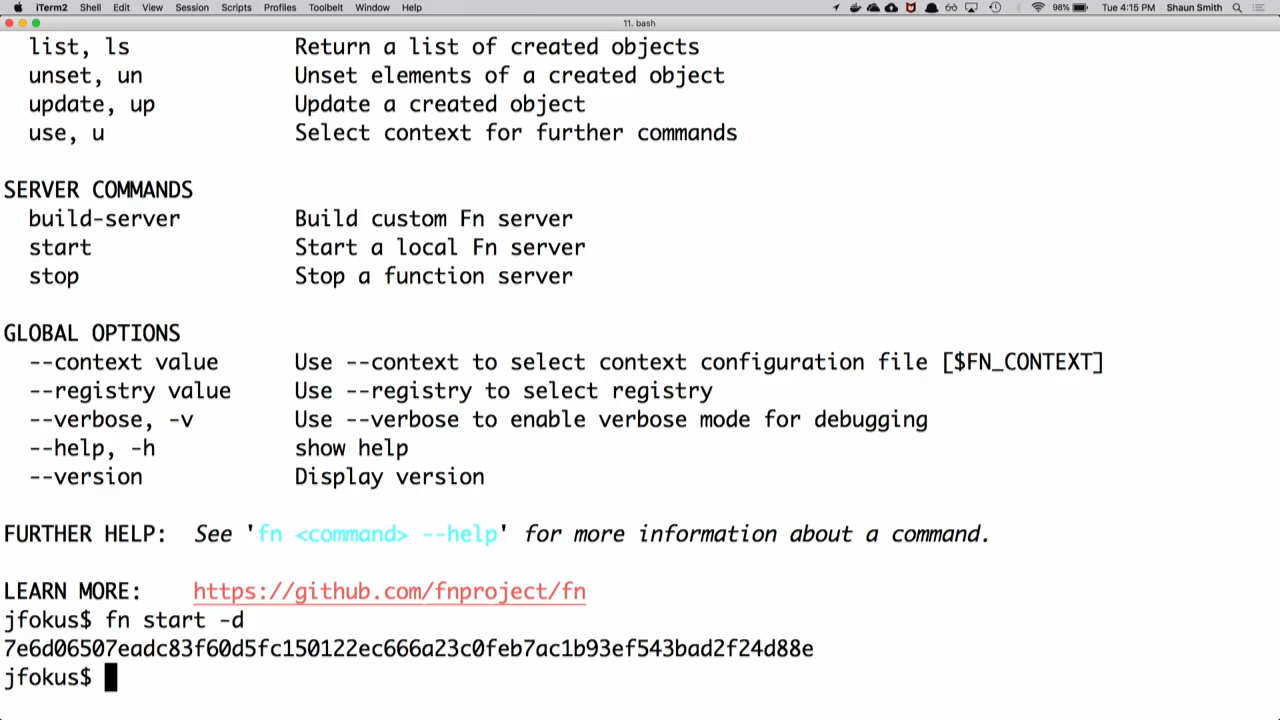 iTerm2 Shell Edit View Session Scripts Profiles Toolbelt Window Help 98% Tue 4:15 PM Shaun Smith
11. bash
list, ls Return a list of created objects
unset, un Unset elements of a created object
update, up Update a created object
use, u Select context for further commands
SERVER COMMANDS
build-server Build custom Fn server
start Start a local Fn server
stop Stop a function server
GLOBAL OPTIONS
--context value Use --context to select context configuration file [$FN_CONTEXT]
--registry value Use --registry to select registry
--verbose, -v Use --verbose to enable verbose mode for debugging
--help, -h show help
--version Display version
FURTHER HELP: See 'fn <command> --help' for more information about a command.
LEARN MORE: https://github.com/fnproject/fn
jfokus$ fn start -d
7e6d06507eadc83f60d5fc150122ec666a23c0feb7ac1b93ef543bad2f24d88e
jfokus$